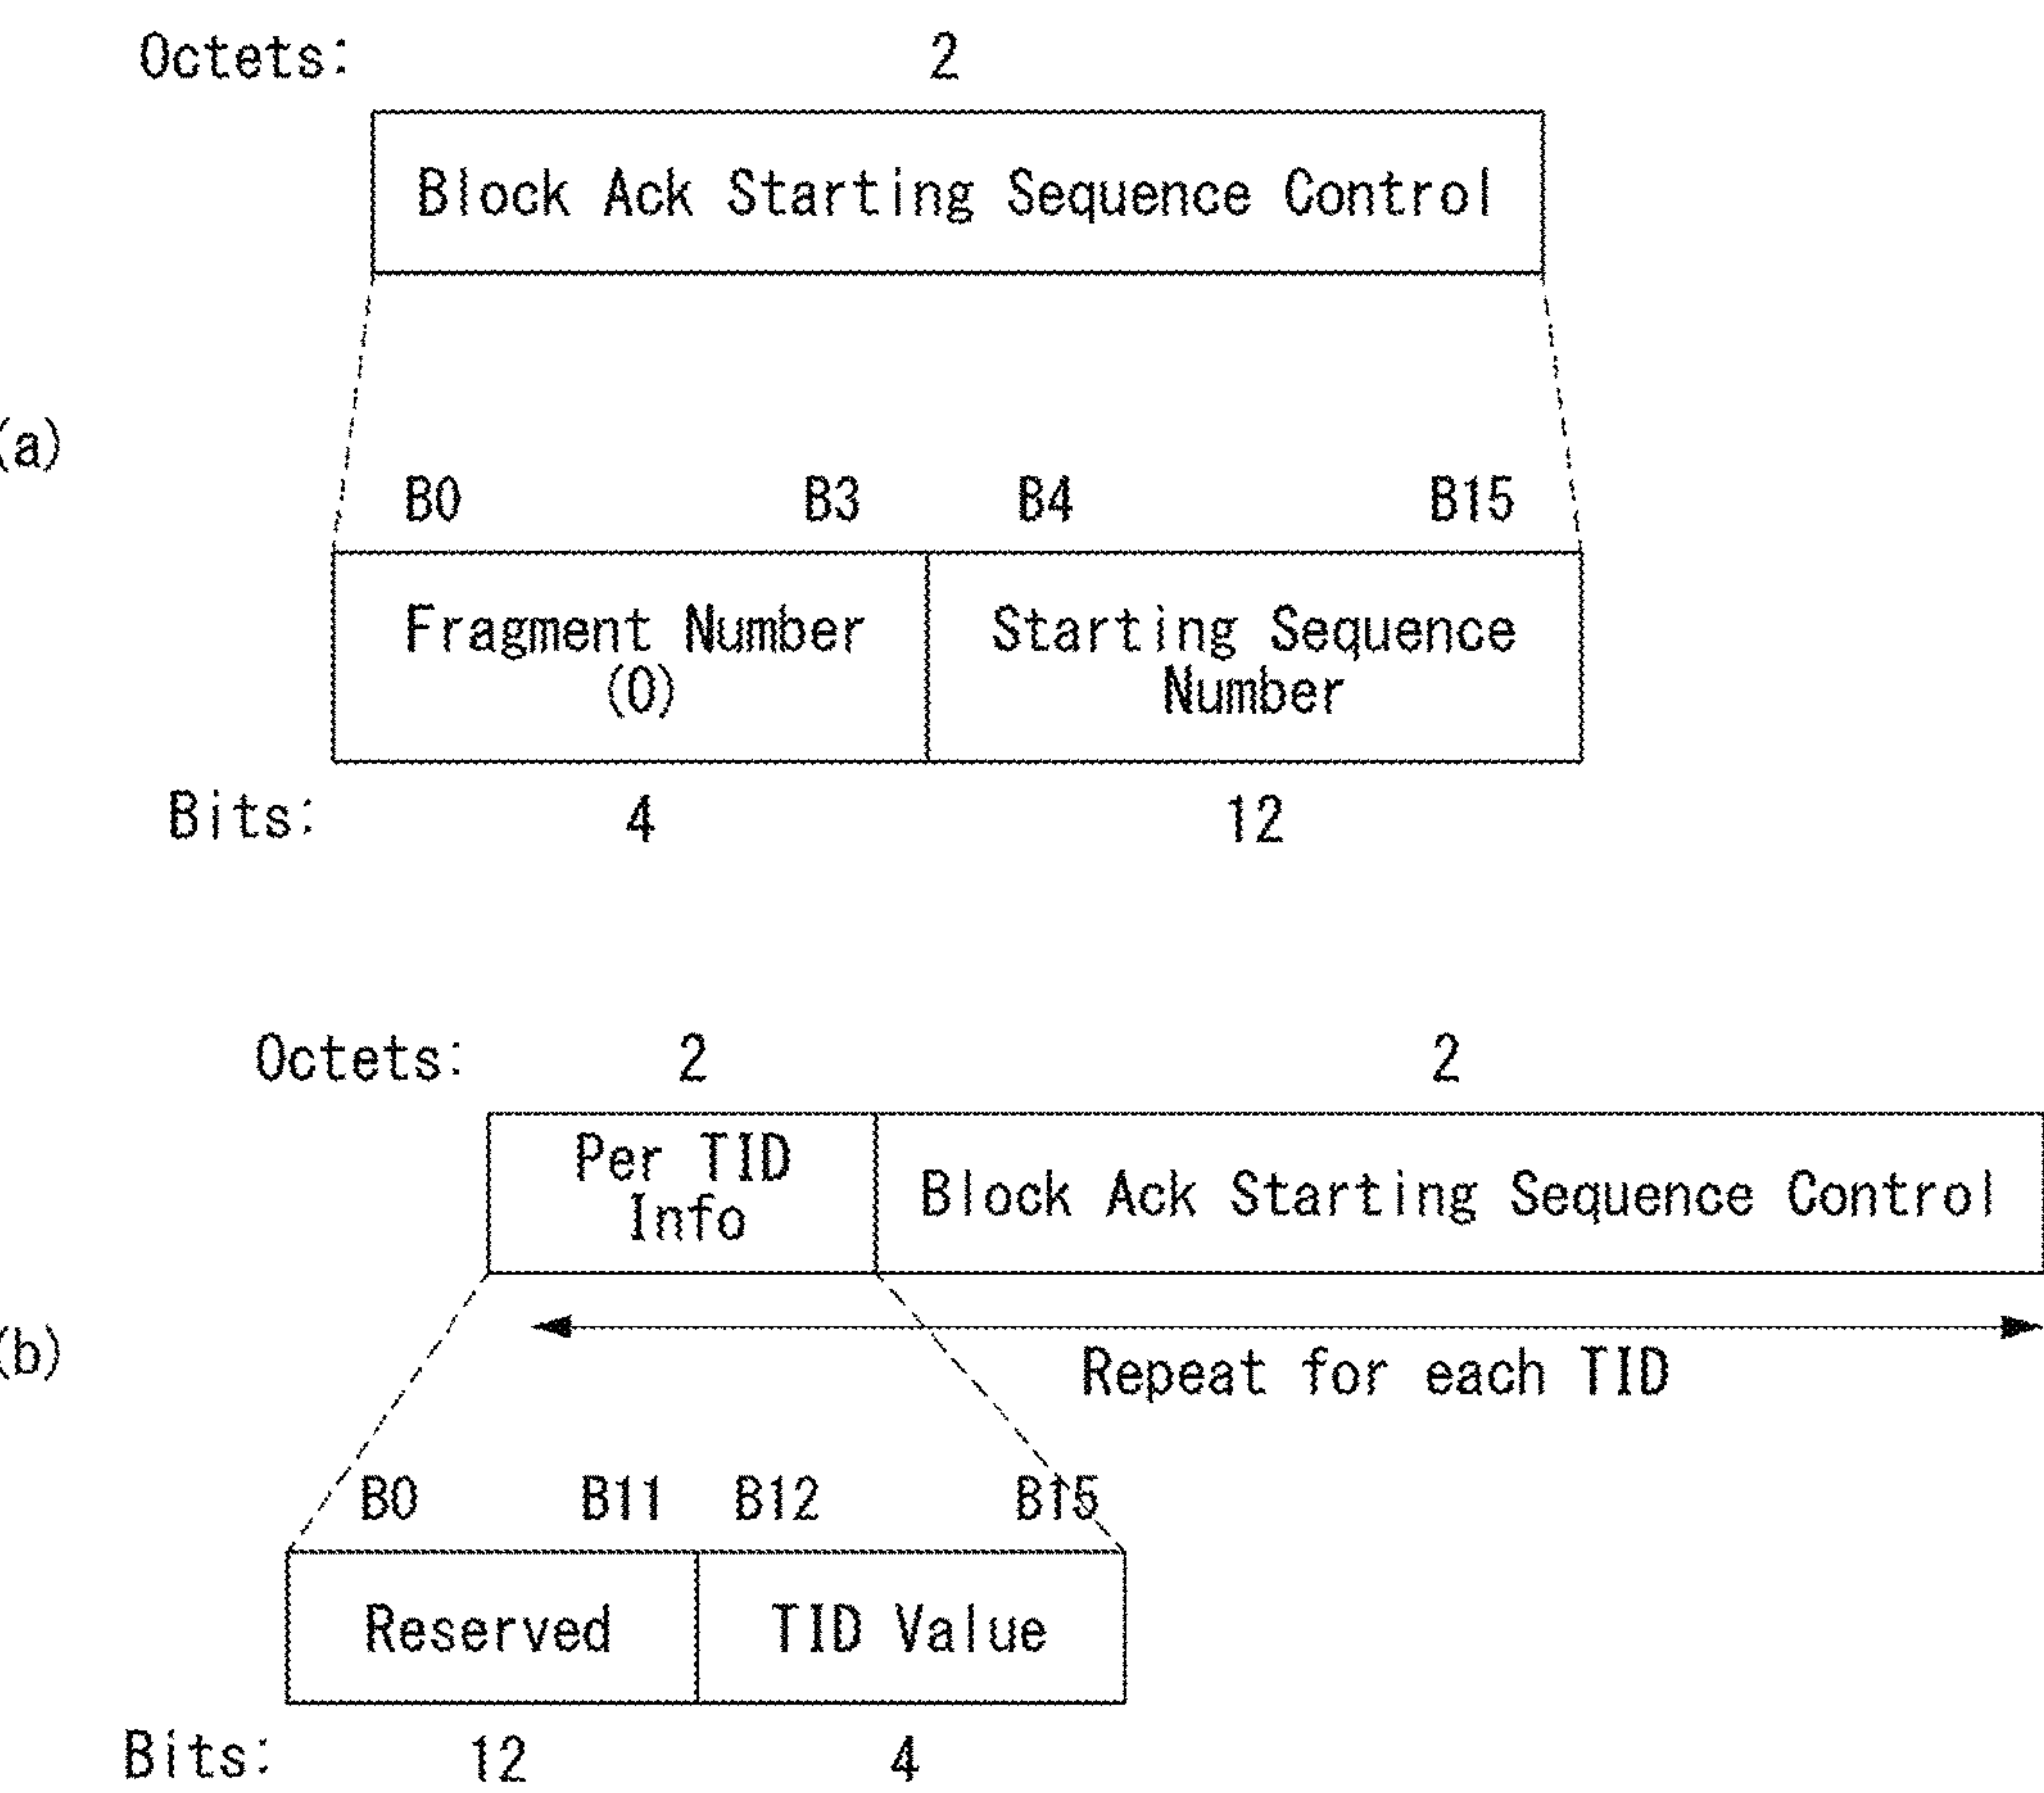 Octets: 2
Block Ack Starting Sequence Control
(a)
B0 B3 B4 B15
Fragment Number
(0)
Starting Sequence
Number
Bits: 4 12
Octets: 2 2
Per TID
Info
Block Ack Starting Sequence Control
Repeat for each TID
(b)
B0 B11 B12 B15
Reserved TID Value
Bits: 12 4